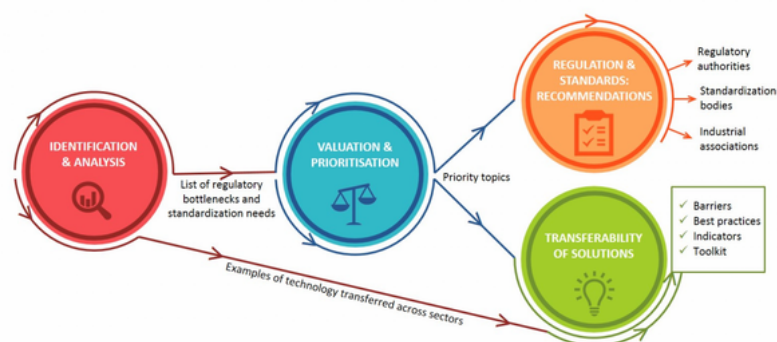 IDENTIFICATION
& ANALYSIS
List of regulatory
bottlenecks and
standardization needs
VALUATION &
PRIORITISATION
Priority topics
REGULATION &
STANDARDS:
RECOMMENDATIONS
Regulatory
authorities
Standardization
bodies
Industrial
associations
TRANSFERABILITY
OF SOLUTIONS
✓ Barriers
✓ Best practices
✓ Indicators
✓ Toolkit
Examples of technology transferred across sectors